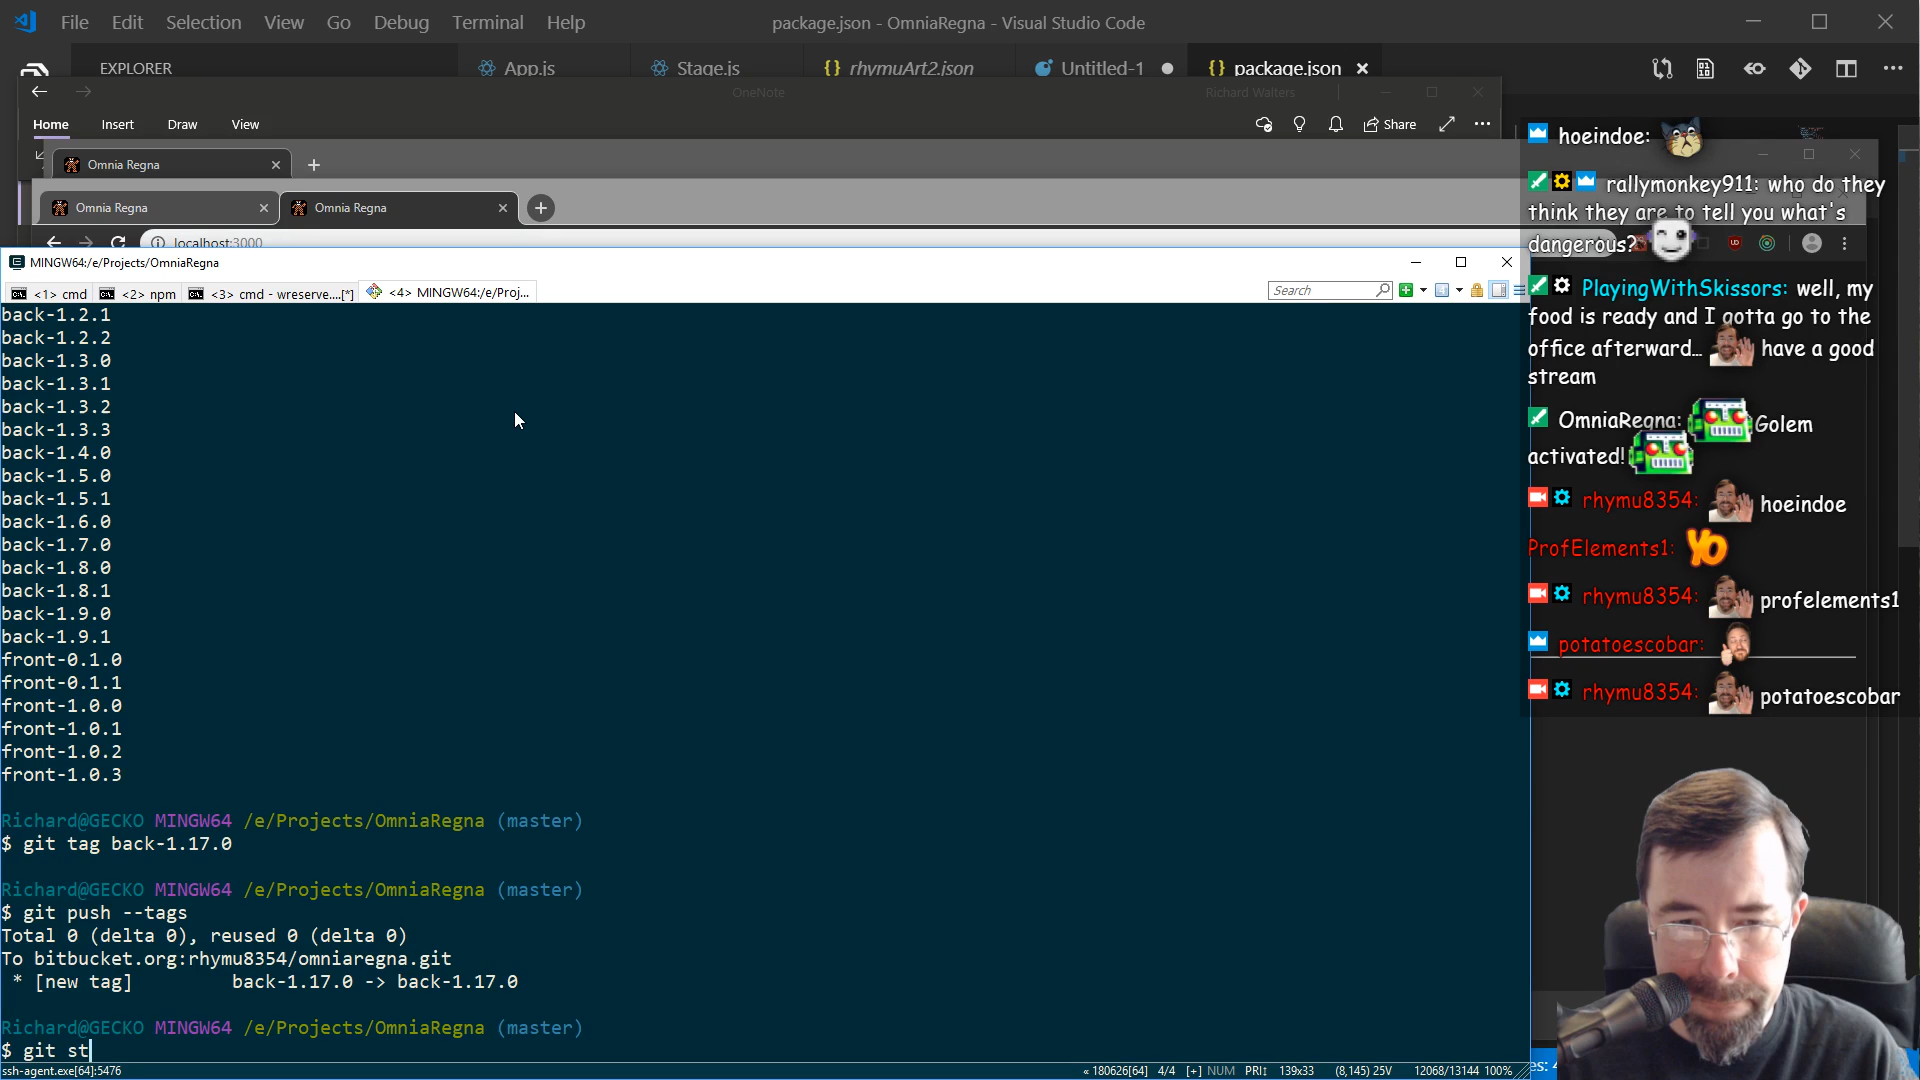 File Edit Selection View Go Debug Terminal Help
package.json - OmniaRegna - Visual Studio Code
EXPLORER
App.js
Stage.js
{} rhymuArt2.json
Untitled-1
{} package.json
OneNote
Richard Walters
Home Insert Draw View
Share
Omnia Regna
Omnia Regna
Omnia Regna
localhost:3000
MINGW64:/e/Projects/OmniaRegna
<1> cmd
<2> npm
<3> cmd - wreserve....[*]
<4> MINGW64:/e/Proj...
Search
back-1.2.1
back-1.2.2
back-1.3.0
back-1.3.1
back-1.3.2
back-1.3.3
back-1.4.0
back-1.5.0
back-1.5.1
back-1.6.0
back-1.7.0
back-1.8.0
back-1.8.1
back-1.9.0
back-1.9.1
front-0.1.0
front-0.1.1
front-1.0.0
front-1.0.1
front-1.0.2
front-1.0.3
Richard@GECKO MINGW64 /e/Projects/OmniaRegna (master)
$ git tag back-1.17.0
Richard@GECKO MINGW64 /e/Projects/OmniaRegna (master)
$ git push --tags
Total 0 (delta 0), reused 0 (delta 0)
To bitbucket.org:rhymu8354/omniaregna.git
* [new tag] back-1.17.0 -> back-1.17.0
Richard@GECKO MINGW64 /e/Projects/OmniaRegna (master)
$ git st
ssh-agent.exe[64]:5476
« 180626[64] 4/4 [+] NUM PRI↕ 139x33 (8,145) 25V 12068/13144 100%
hoeindoe:
rallymonkey911: who do they
think they are to tell you what's
dangerous?
PlayingWithSkissors: well, my
food is ready and I gotta go to the
office afterward... have a good
stream
OmniaRegna: Golem
activated!
rhymu8354: hoeindoe
ProfElements1: YO
rhymu8354: profelements1
potatoescobar:
rhymu8354: potatoescobar